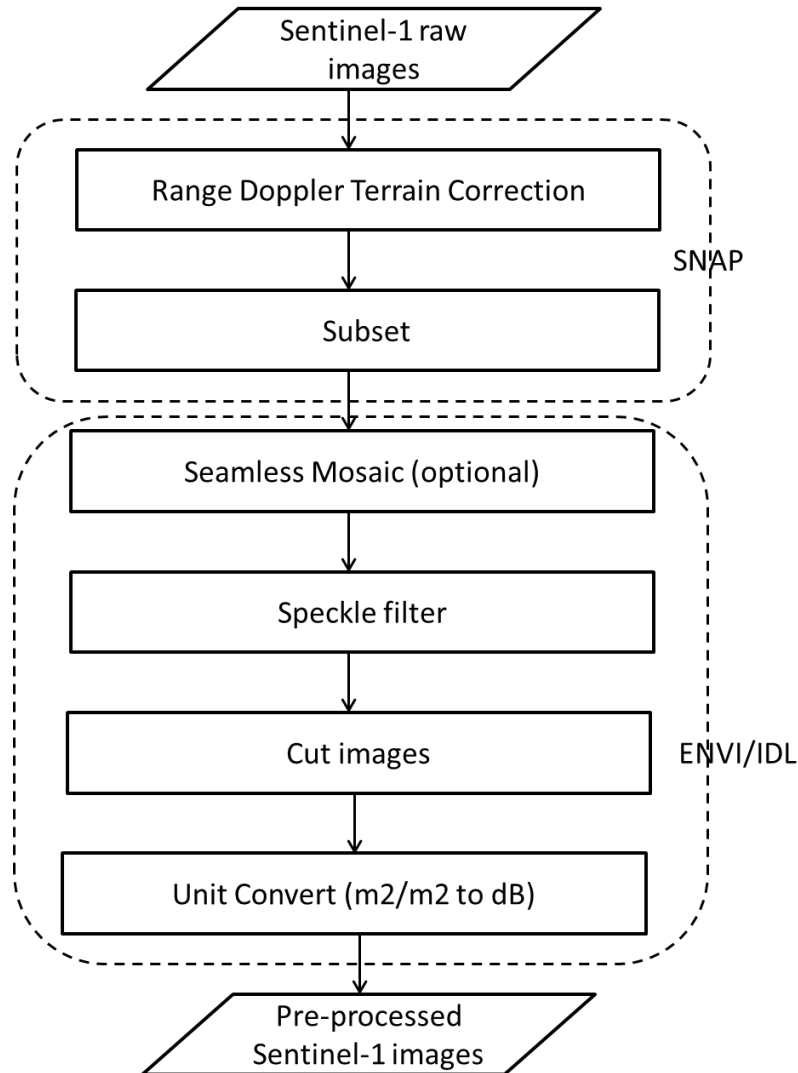 Sentinel-1 raw
images
Range Doppler Terrain Correction
SNAP
Subset
Seamless Mosaic (optional)
Speckle filter
Cut images
ENVI/IDL
Unit Convert (m2/m2 to dB)
Pre-processed
Sentinel-1 images